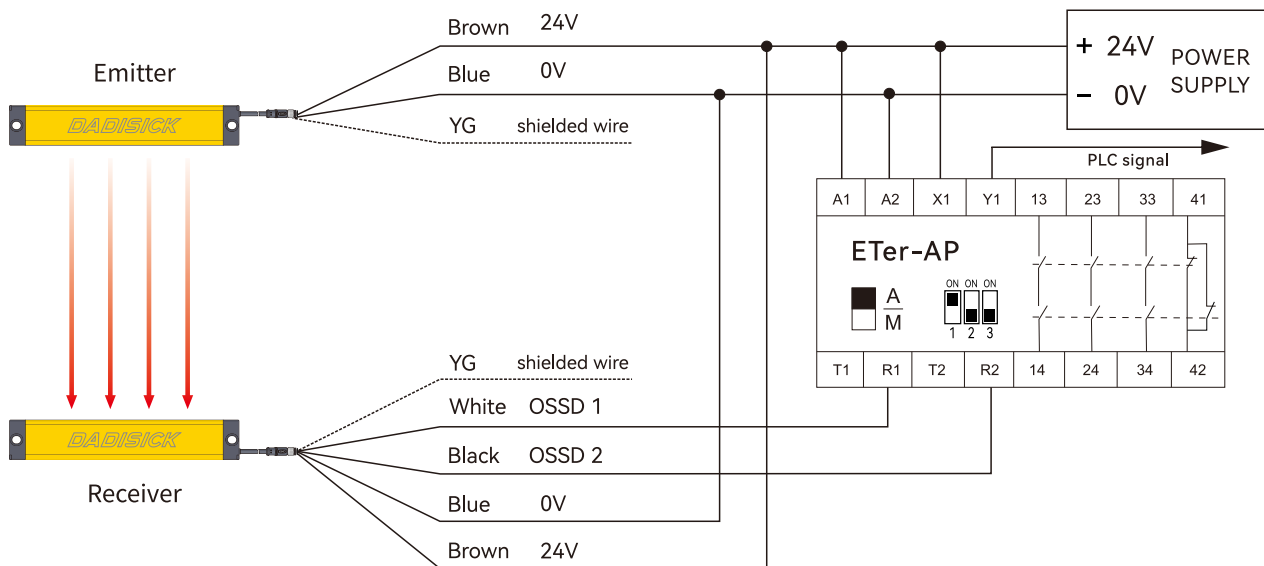 Brown 24V
Emitter
Blue 0V
DADISICK
YG shielded wire
+ 24V
- 0V
POWER
SUPPLY
PLC signal
A1 A2 X1 Y1 13 23 33 41
ETer-AP
A
M
ON ON ON
1 2 3
T1 R1 T2 R2 14 24 34 42
YG shielded wire
White OSSD 1
DADISICK
Black OSSD 2
Receiver
Blue 0V
Brown 24V